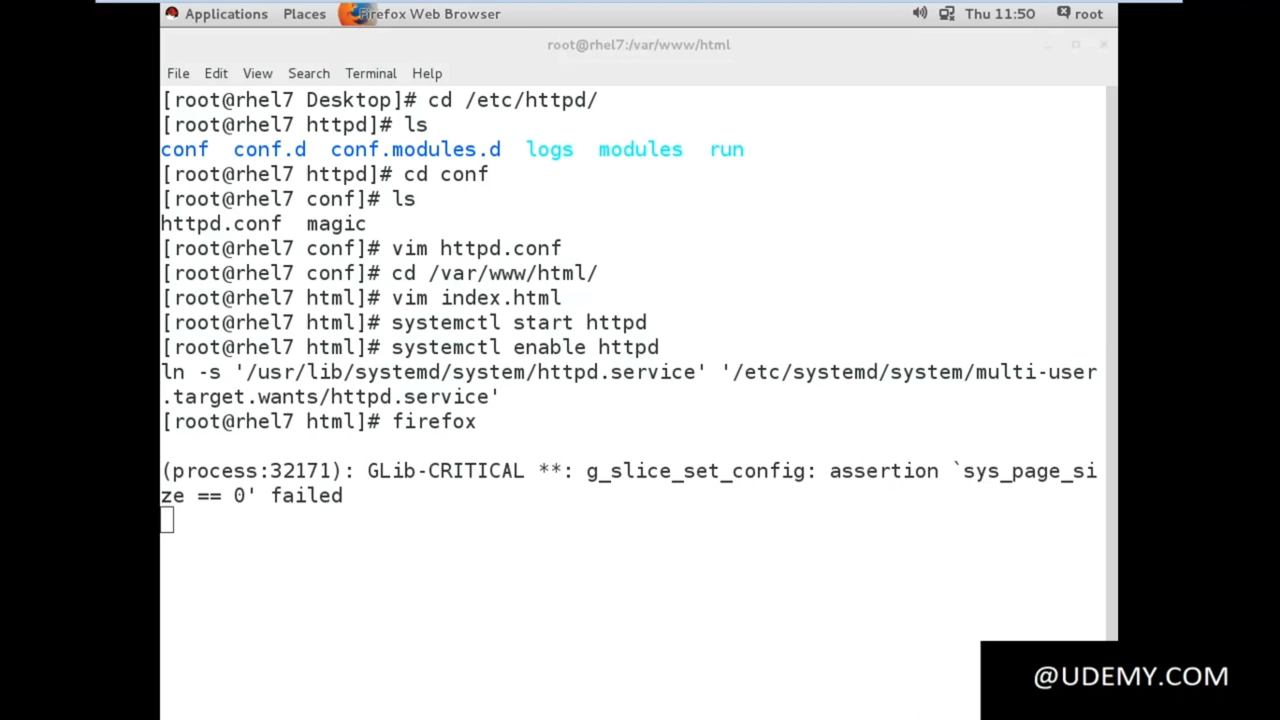 Applications Places Firefox Web Browser Thu 11:50 root
root@rhel7:/var/www/html
File Edit View Search Terminal Help
[root@rhel7 Desktop]# cd /etc/httpd/
[root@rhel7 httpd]# ls
conf conf.d conf.modules.d logs modules run
[root@rhel7 httpd]# cd conf
[root@rhel7 conf]# ls
httpd.conf magic
[root@rhel7 conf]# vim httpd.conf
[root@rhel7 conf]# cd /var/www/html/
[root@rhel7 html]# vim index.html
[root@rhel7 html]# systemctl start httpd
[root@rhel7 html]# systemctl enable httpd
ln -s '/usr/lib/systemd/system/httpd.service' '/etc/systemd/system/multi-user
.target.wants/httpd.service'
[root@rhel7 html]# firefox
(process:32171): GLib-CRITICAL **: g_slice_set_config: assertion `sys_page_si
ze == 0' failed
@UDEMY.COM